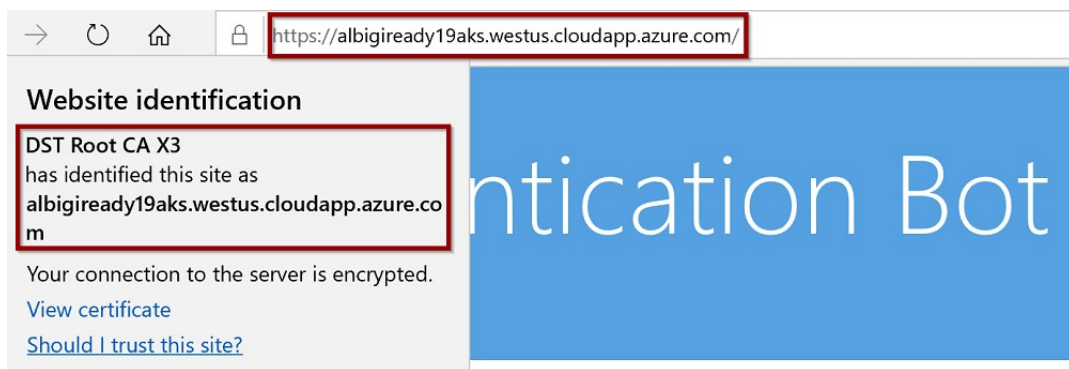 https://albigiready19aks.westus.cloudapp.azure.com/
Website identification
DST Root CA X3
has identified this site as
albigiready19aks.westus.cloudapp.azure.co
m
Your connection to the server is encrypted.
View certificate
Should I trust this site?
ntication Bot